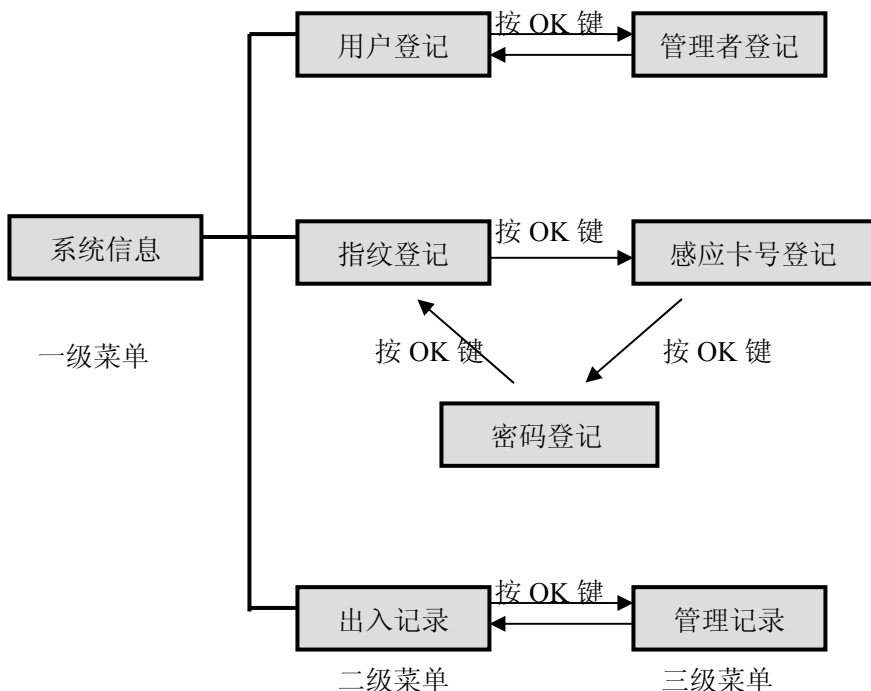 按 OK 键
用户登记
管理者登记
按 OK 键
系统信息
指纹登记
感应卡号登记
一级菜单
按 OK 键
按 OK 键
密码登记
按 OK 键
出入记录
管理记录
二级菜单
三级菜单